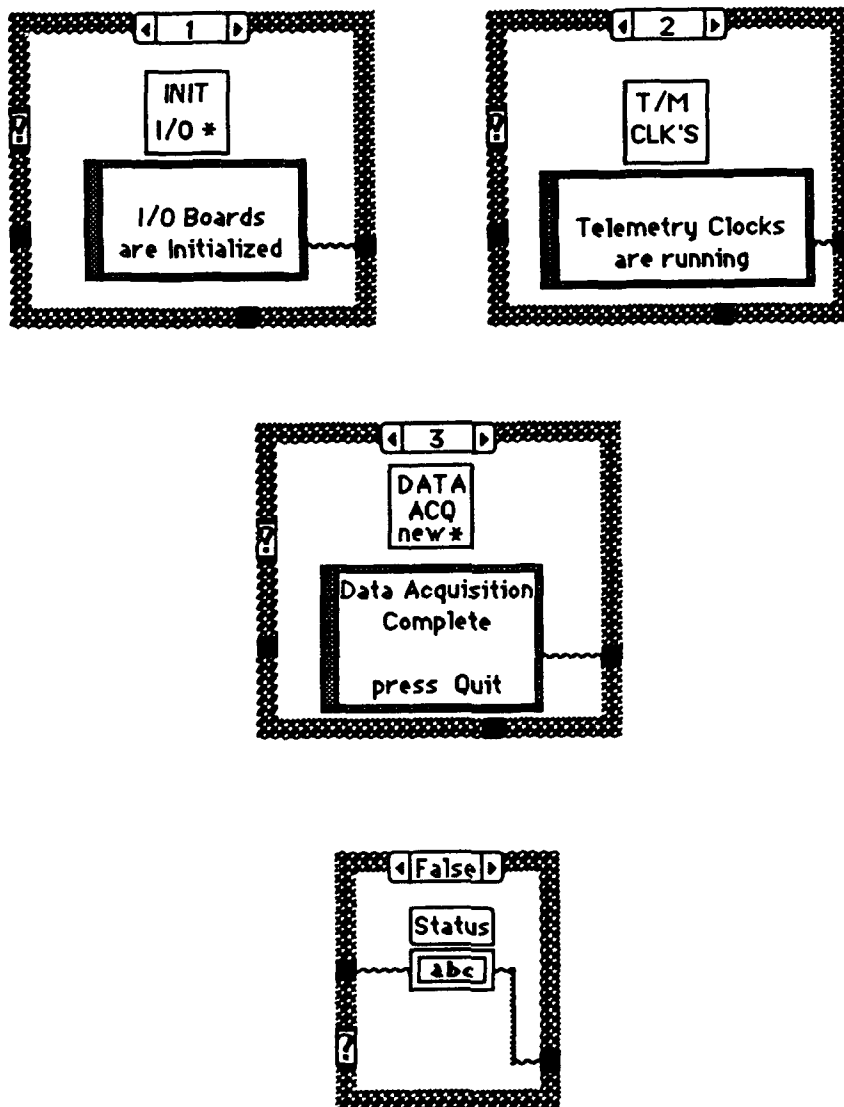 1
INIT
I/O *
?
I/O Boards
are Initialized
2
T/M
CLK'S
?
Telemetry Clocks
are running
3
DATA
ACQ
new*
?
Data Acquisition
Complete
press Quit
False
Status
abc
?